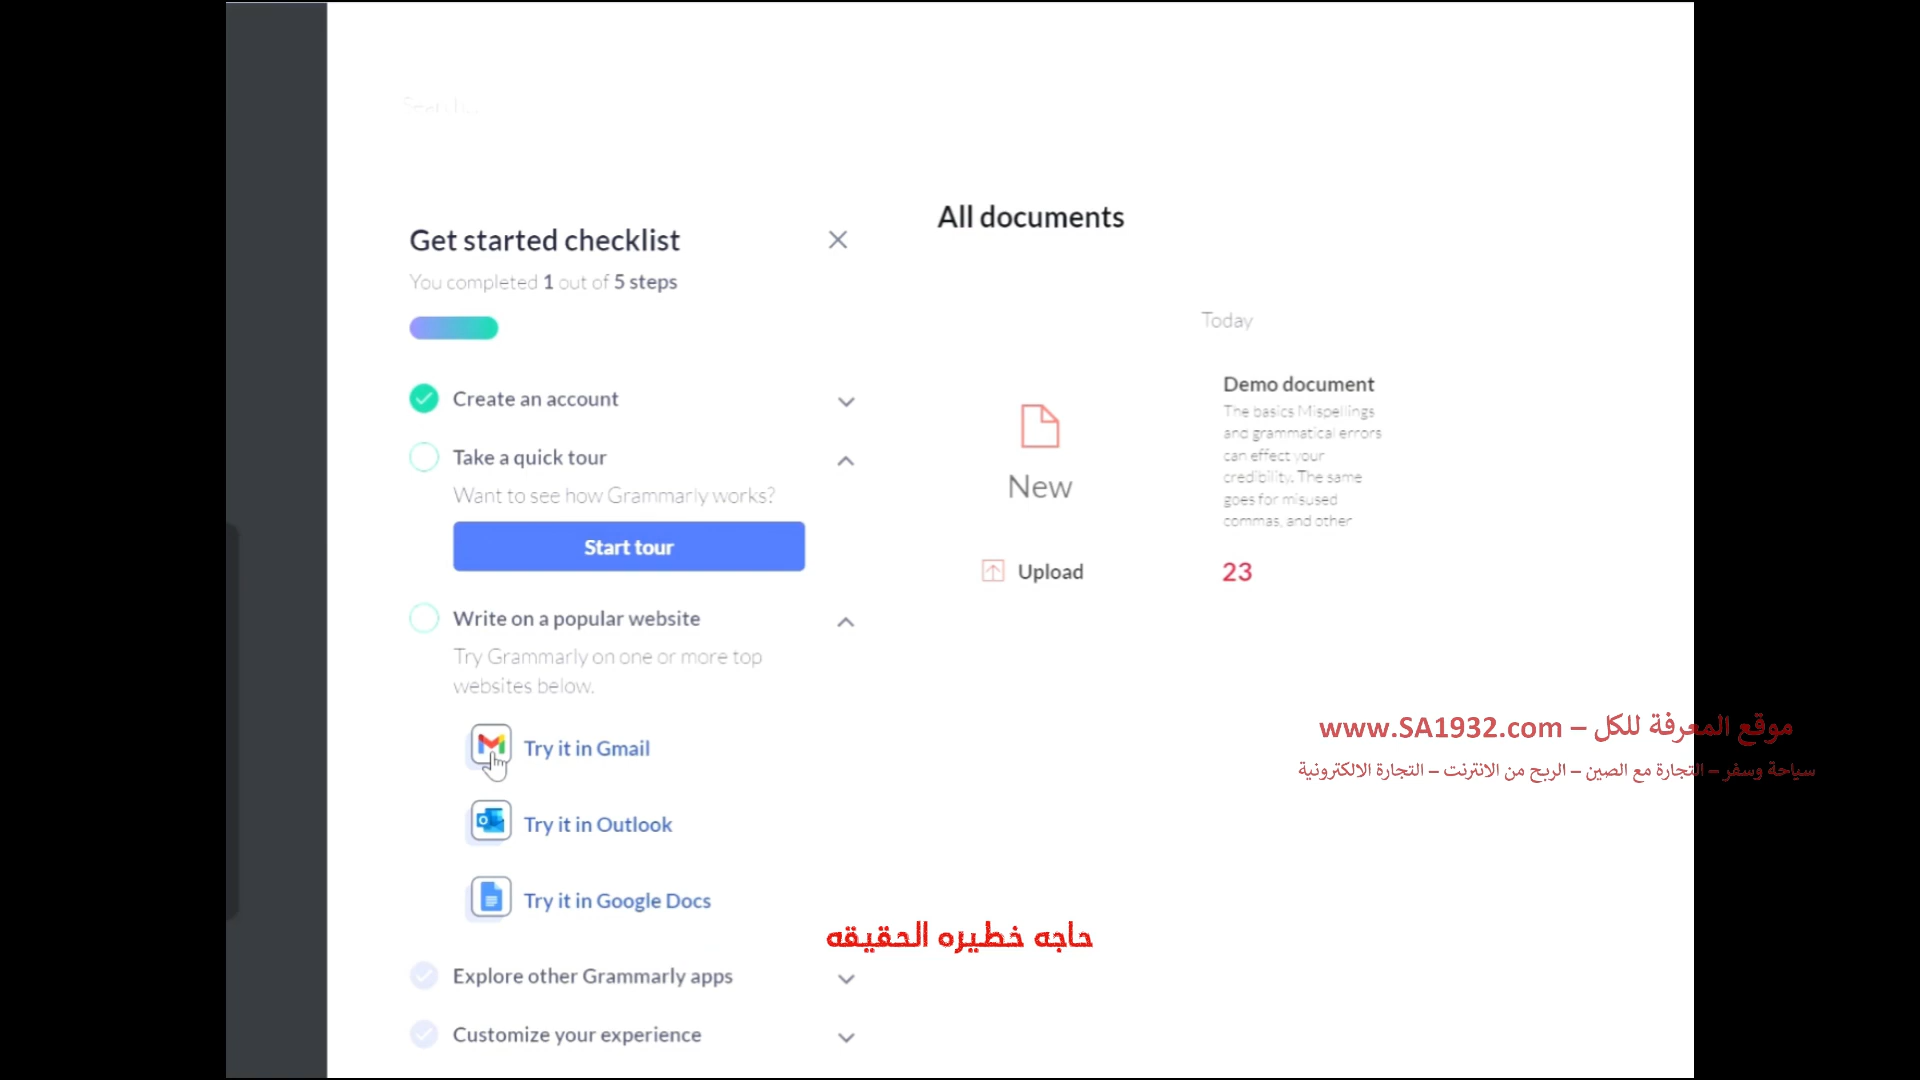 Get started checklist
You completed 1 out of 5 steps
Create an account
Take a quick tour
Want to see how Grammarly works?
Start tour
Write on a popular website
Try Grammarly on one or more top
websites below.
Try it in Gmail
Try it in Outlook
Try it in Google Docs
Explore other Grammarly apps
Customize your experience
All documents
New
Upload
Today
Demo document
The basics Mispellings
and grammatical errors
can effect your
credibility. The same
goes for misused
commas, and other
23
موقع المعرفة للكل – www.SA1932.com
سياحة وسفر – التجارة مع الصين – الربح من الانترنت – التجارة الالكترونية
حاجه خطيره الحقيقه